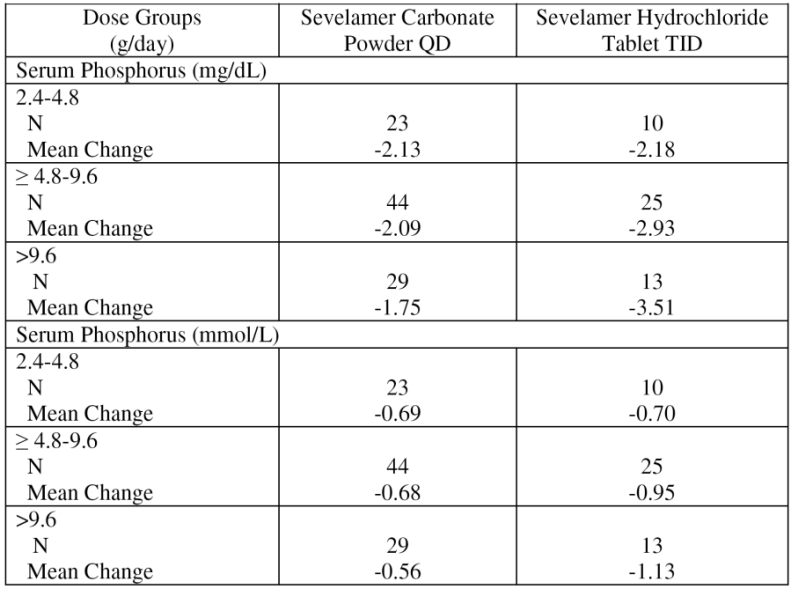 Dose Groups (g/day) Sevelamer Carbonate Powder QD Sevelamer Hydrochloride Tablet TID
Serum Phosphorus (mg/dL)
2.4-4.8
N 23 10
Mean Change -2.13 -2.18
≥ 4.8-9.6
N 44 25
Mean Change -2.09 -2.93
>9.6
N 29 13
Mean Change -1.75 -3.51
Serum Phosphorus (mmol/L)
2.4-4.8
N 23 10
Mean Change -0.69 -0.70
≥ 4.8-9.6
N 44 25
Mean Change -0.68 -0.95
>9.6
N 29 13
Mean Change -0.56 -1.13